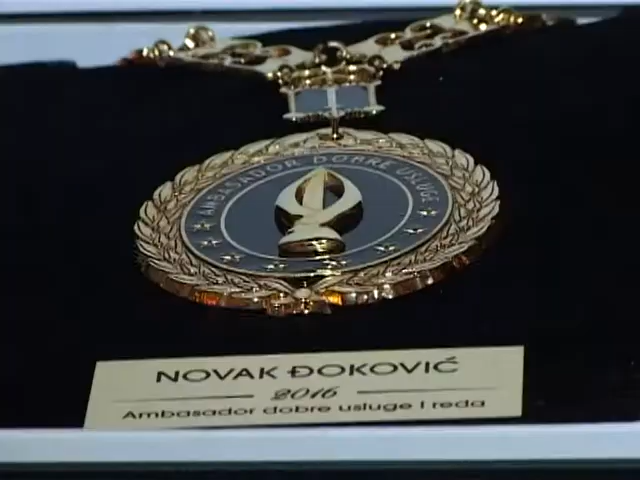 AMBASADOR DOBRE USLUGE
NOVAK ĐOKOVIĆ
2016
Ambasador dobre usluge I reda